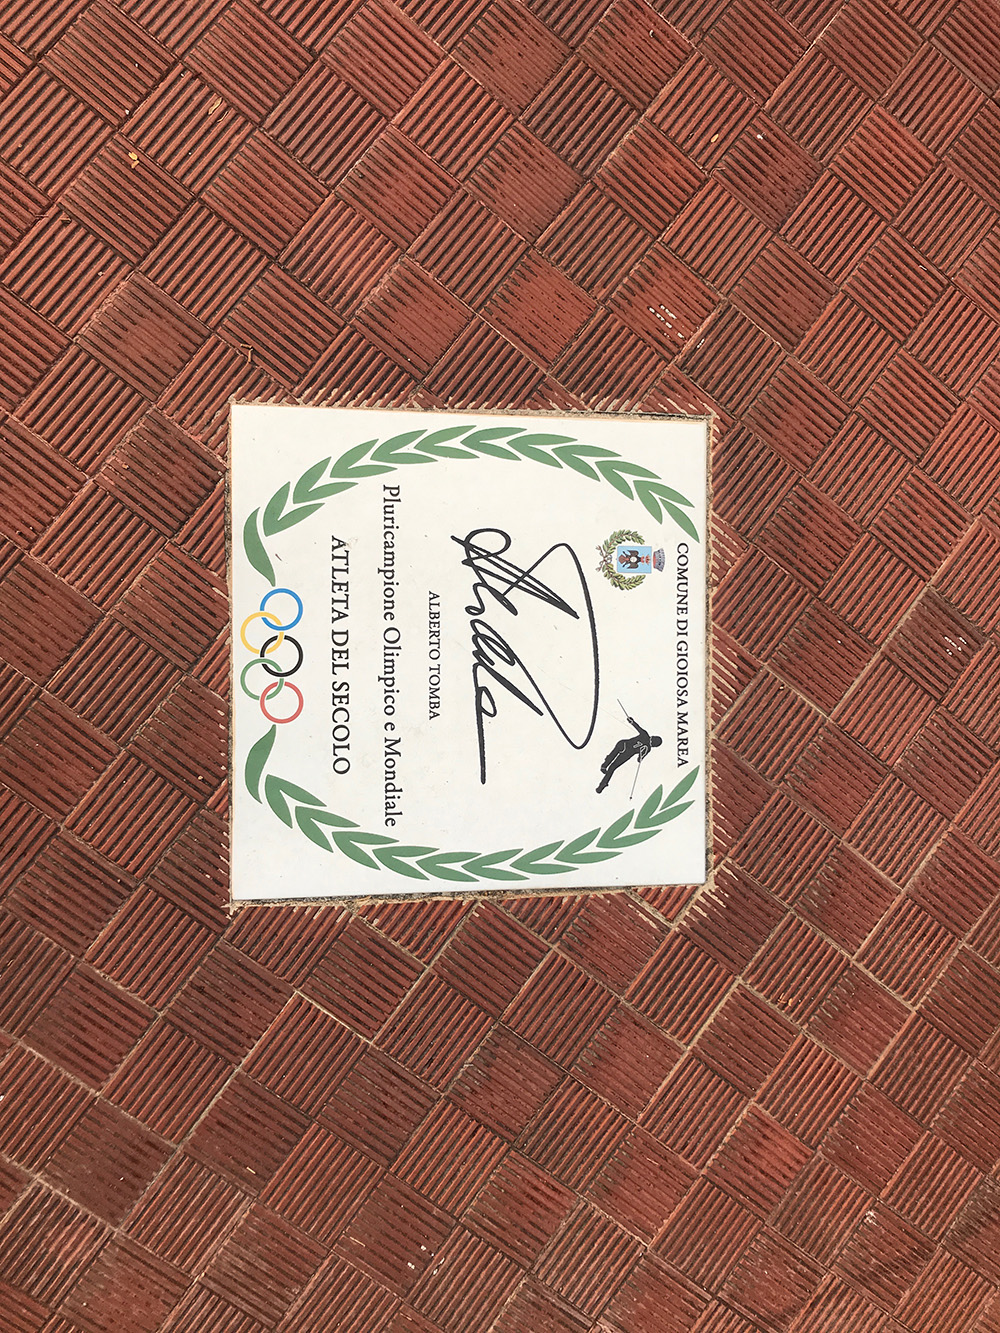 COMUNE DI GIOIOSA MAREA
ALBERTO TOMBA
Pluricampione Olimpico e Mondiale
ATLETA DEL SECOLO